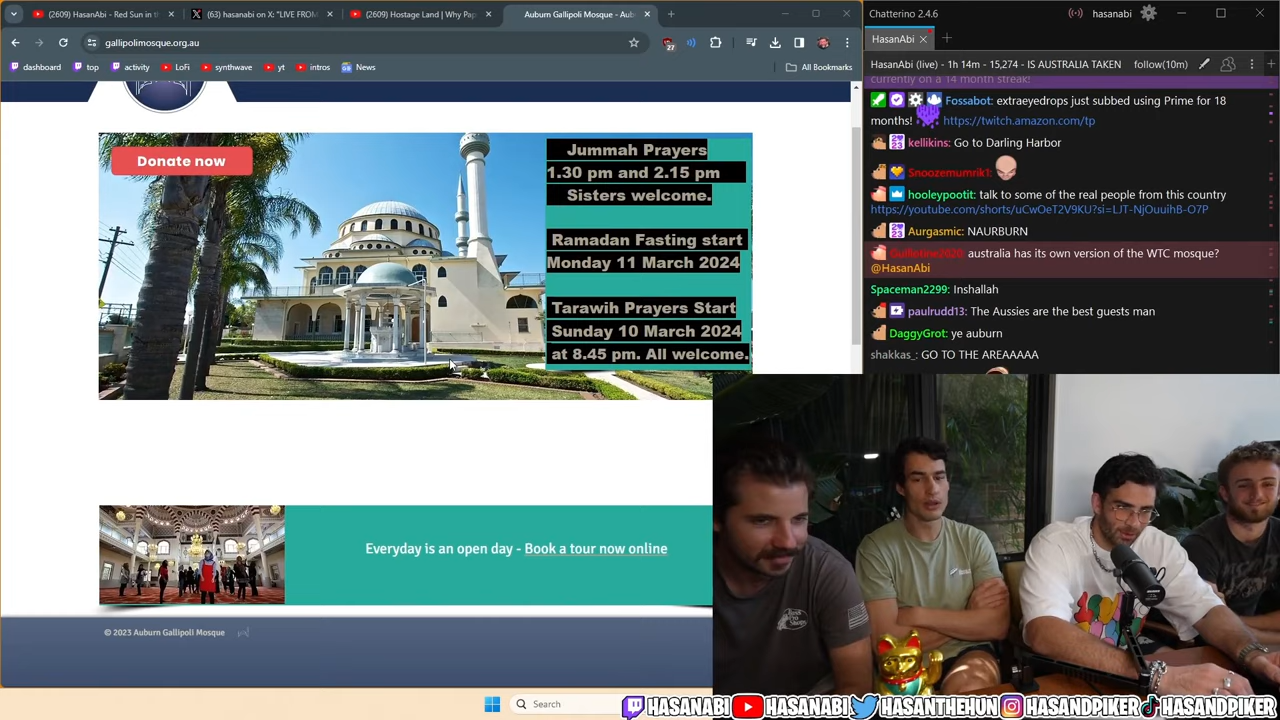 (2609) HasanAbi - Red Sun in the
(63) hasanabi on X: "LIVE FROM
(2609) Hostage Land | Why Pap
Auburn Gallipoli Mosque - Aub
gallipolimosque.org.au
27
dashboard
top
activity
LoFi
synthwave
yt
intros
News
All Bookmarks
Donate now
Jummah Prayers
1.30 pm and 2.15 pm
Sisters welcome.
Ramadan Fasting start
Monday 11 March 2024
Tarawih Prayers Start
Sunday 10 March 2024
at 8.45 pm. All welcome.
Everyday is an open day - Book a tour now online
© 2023 Auburn Gallipoli Mosque
Search
Chatterino 2.4.6
hasanabi
HasanAbi
HasanAbi (live) - 1h 14m - 15,274 - IS AUSTRALIA TAKEN
follow(10m)
currently on a 14 month streak!
Fossabot: extraeyedrops just subbed using Prime for 18
months! https://twitch.amazon.com/tp
kellikins: Go to Darling Harbor
Snoozemumrik1:
hooleypootit: talk to some of the real people from this country
https://youtube.com/shorts/uCwOeT2V9KU?si=LJT-NjOuuihB-O7P
Aurgasmic: NAURBURN
australia has its own version of the WTC mosque?
@HasanAbi
Spaceman2299: Inshallah
paulrudd13: The Aussies are the best guests man
DaggyGrot: ye auburn
shakkas_: GO TO THE AREAAAAA
HASANABI
HASANABI
HASANTHEHUN
HASANDPIKER
HASANDPIKER